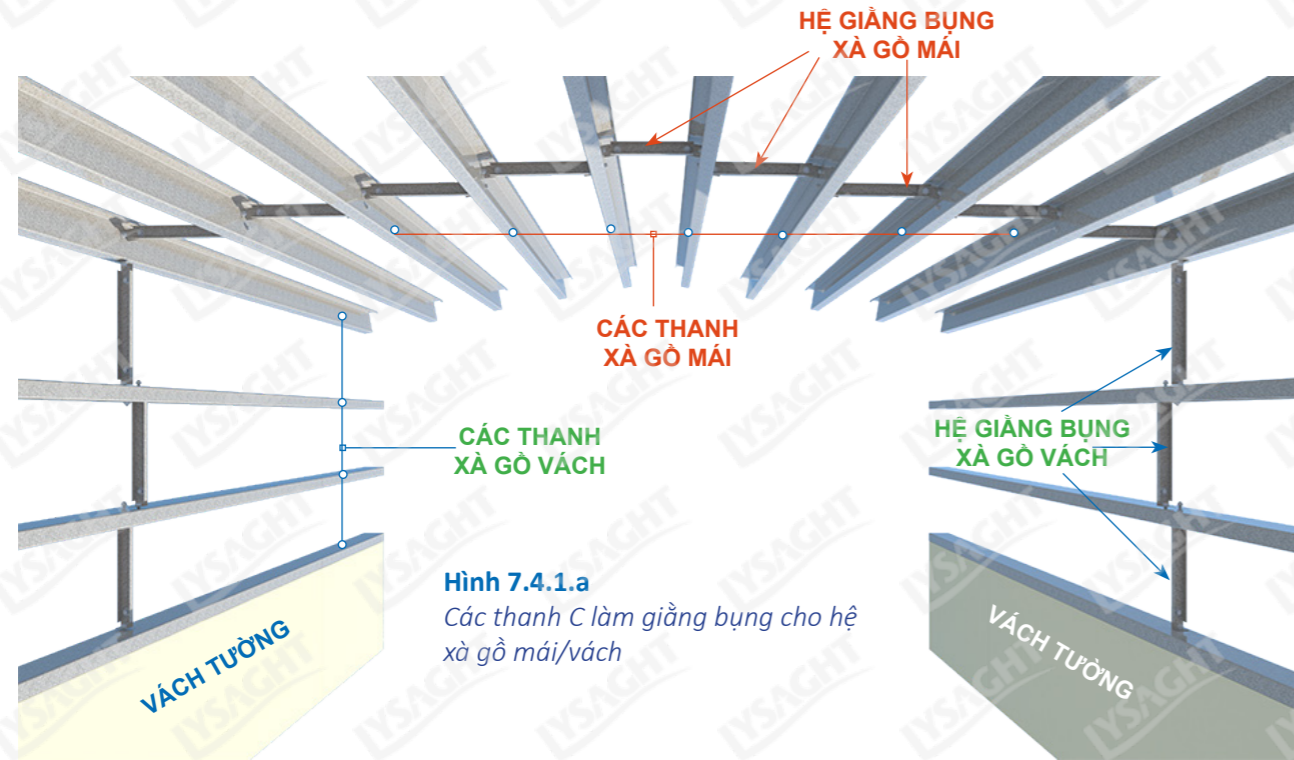 HỆ GIẰNG BỤNG
XÀ GỒ MÁI
CÁC THANH
XÀ GỒ MÁI
CÁC THANH
XÀ GỒ VÁCH
HỆ GIẰNG BỤNG
XÀ GỒ VÁCH
Hình 7.4.1.a
Các thanh C làm giằng bụng cho hệ
xà gồ mái/vách
VÁCH TƯỜNG
VÁCH TƯỜNG
LYSAGHT